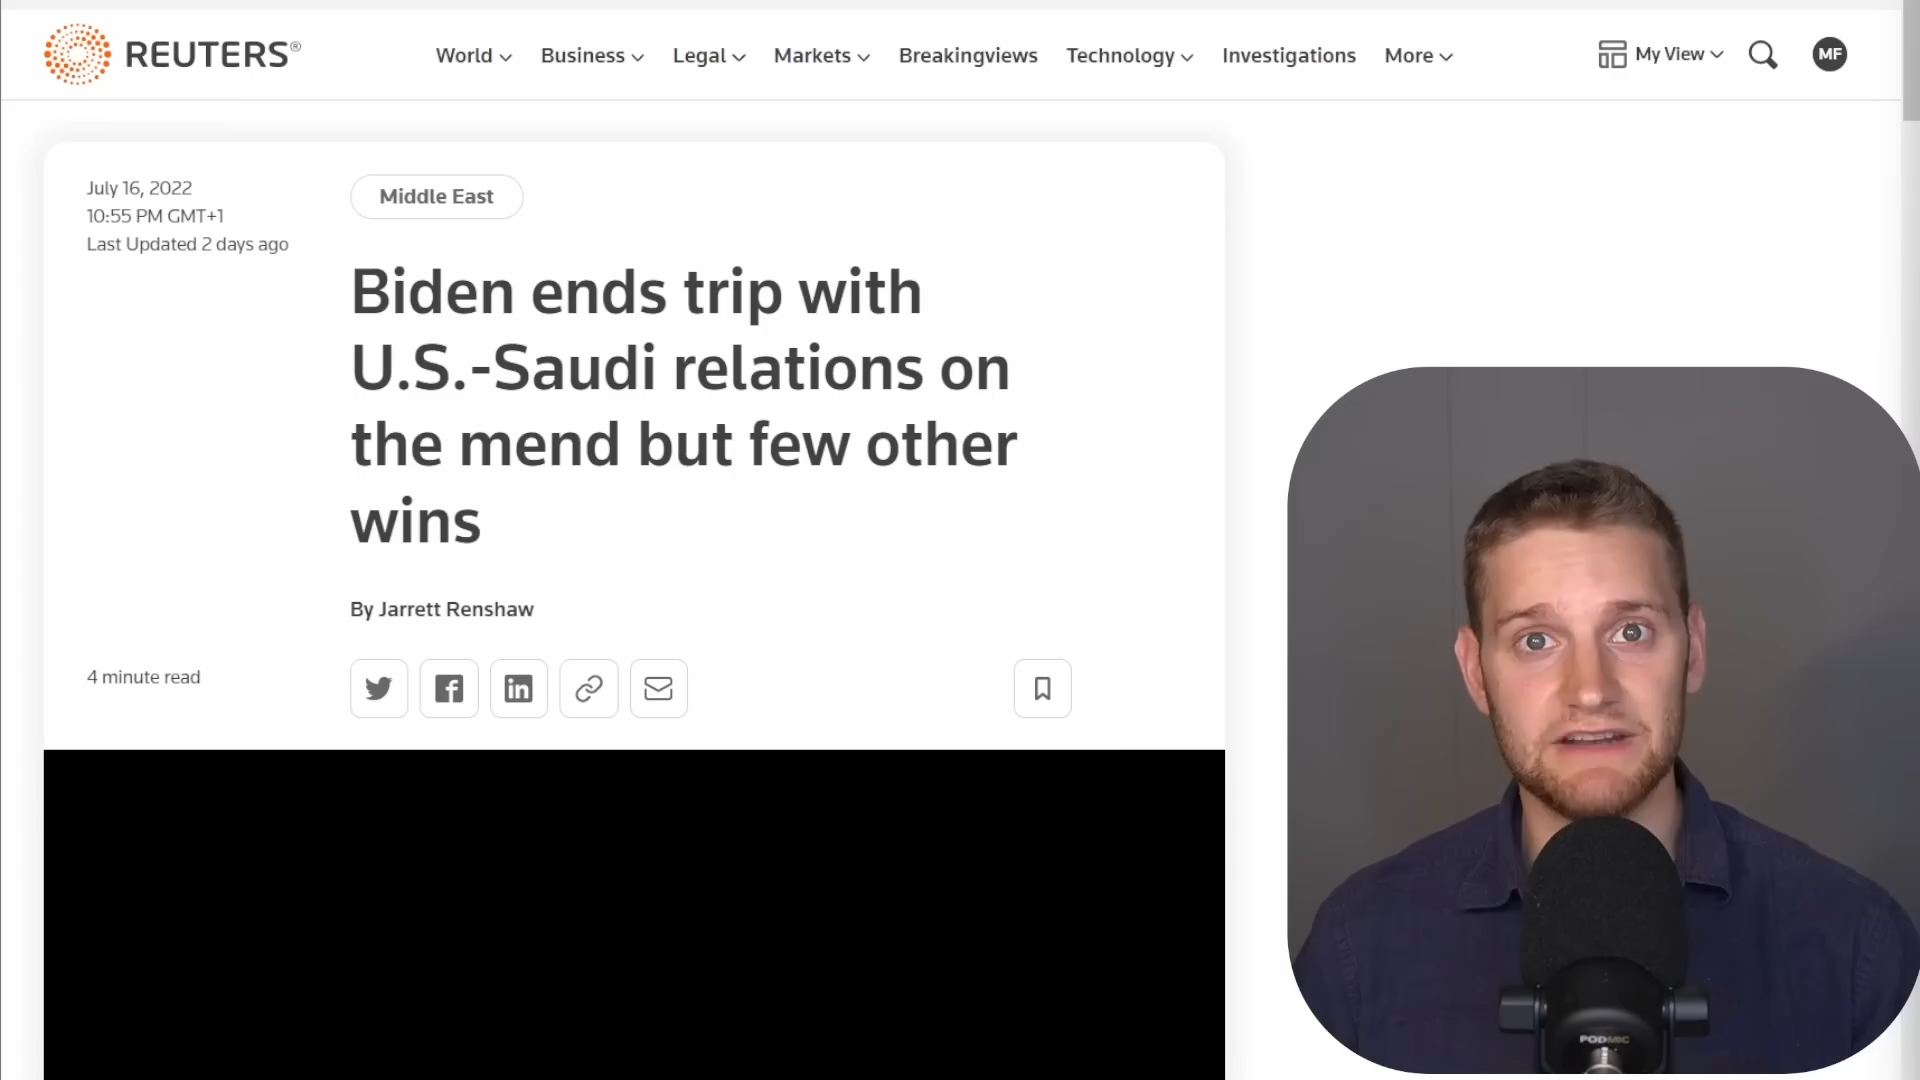 REUTERS®
World
Business
Legal
Markets
Breakingviews
Technology
Investigations
More
My View
MF
July 16, 2022
10:55 PM GMT+1
Last Updated 2 days ago
Middle East
Biden ends trip with
U.S.-Saudi relations on
the mend but few other
wins
By Jarrett Renshaw
4 minute read
in
PODMIC